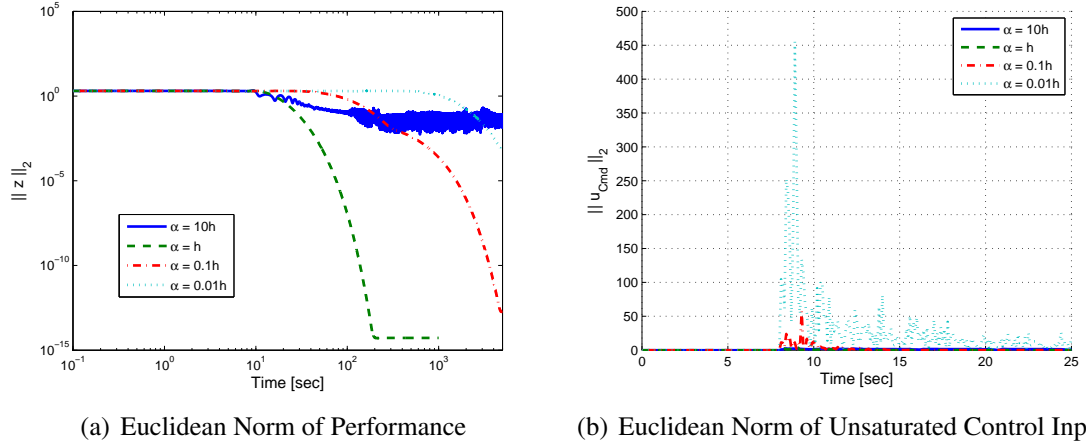 10^5
10^0
10^-5
10^-10
10^-15
|| z ||_2
α = 10h
α = h
α = 0.1h
α = 0.01h
10^-1
10^0
10^1
10^2
10^3
Time [sec]
(a) Euclidean Norm of Performance
500
450
400
350
300
250
200
150
100
50
0
|| u_Cmd ||_2
α = 10h
α = h
α = 0.1h
α = 0.01h
0
5
10
15
20
25
Time [sec]
(b) Euclidean Norm of Unsaturated Control Inp